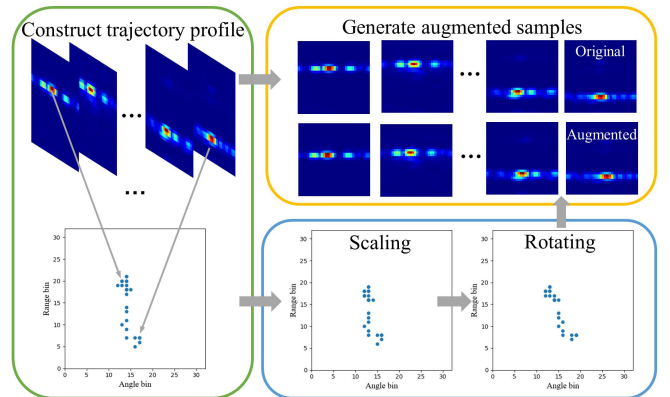 Construct trajectory profile
Generate augmented samples
Original
...
...
Augmented
...
...
Scaling
Rotating
30
25
20
15
10
5
0
Range bin
0 5 10 15 20 25 30
Angle bin
30
25
20
15
10
5
0
Range bin
0 5 10 15 20 25 30
Angle bin
30
25
20
15
10
5
0
Range bin
0 5 10 15 20 25 30
Angle bin